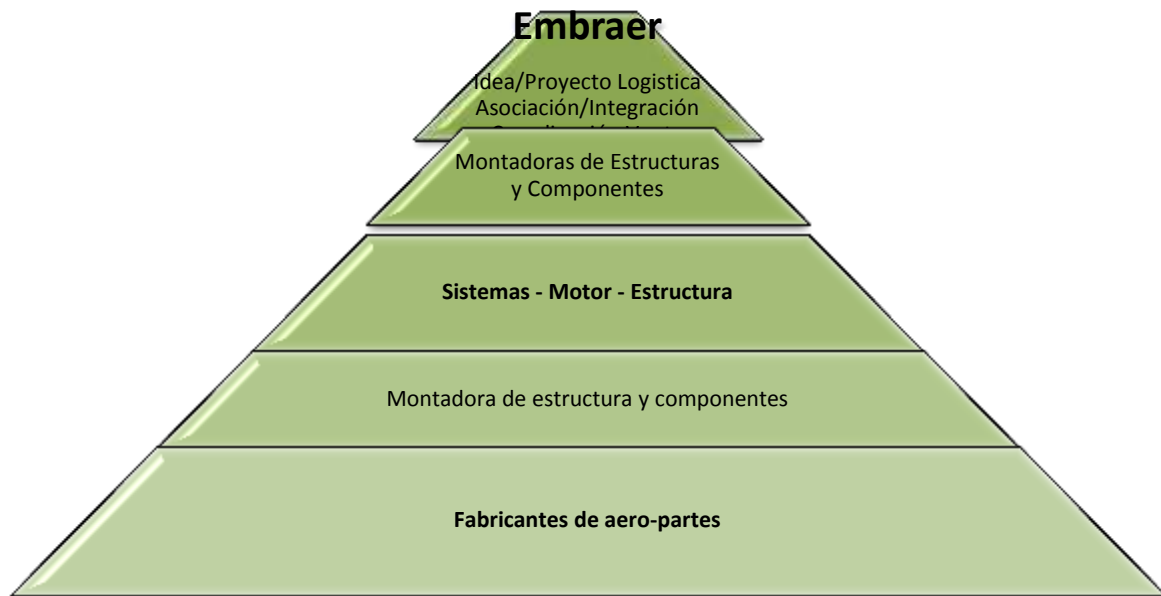 Embraer
Idea/Proyecto Logistica
Asociación/Integración
Montadoras de Estructuras
y Componentes
Sistemas - Motor - Estructura
Montadora de estructura y componentes
Fabricantes de aero-partes